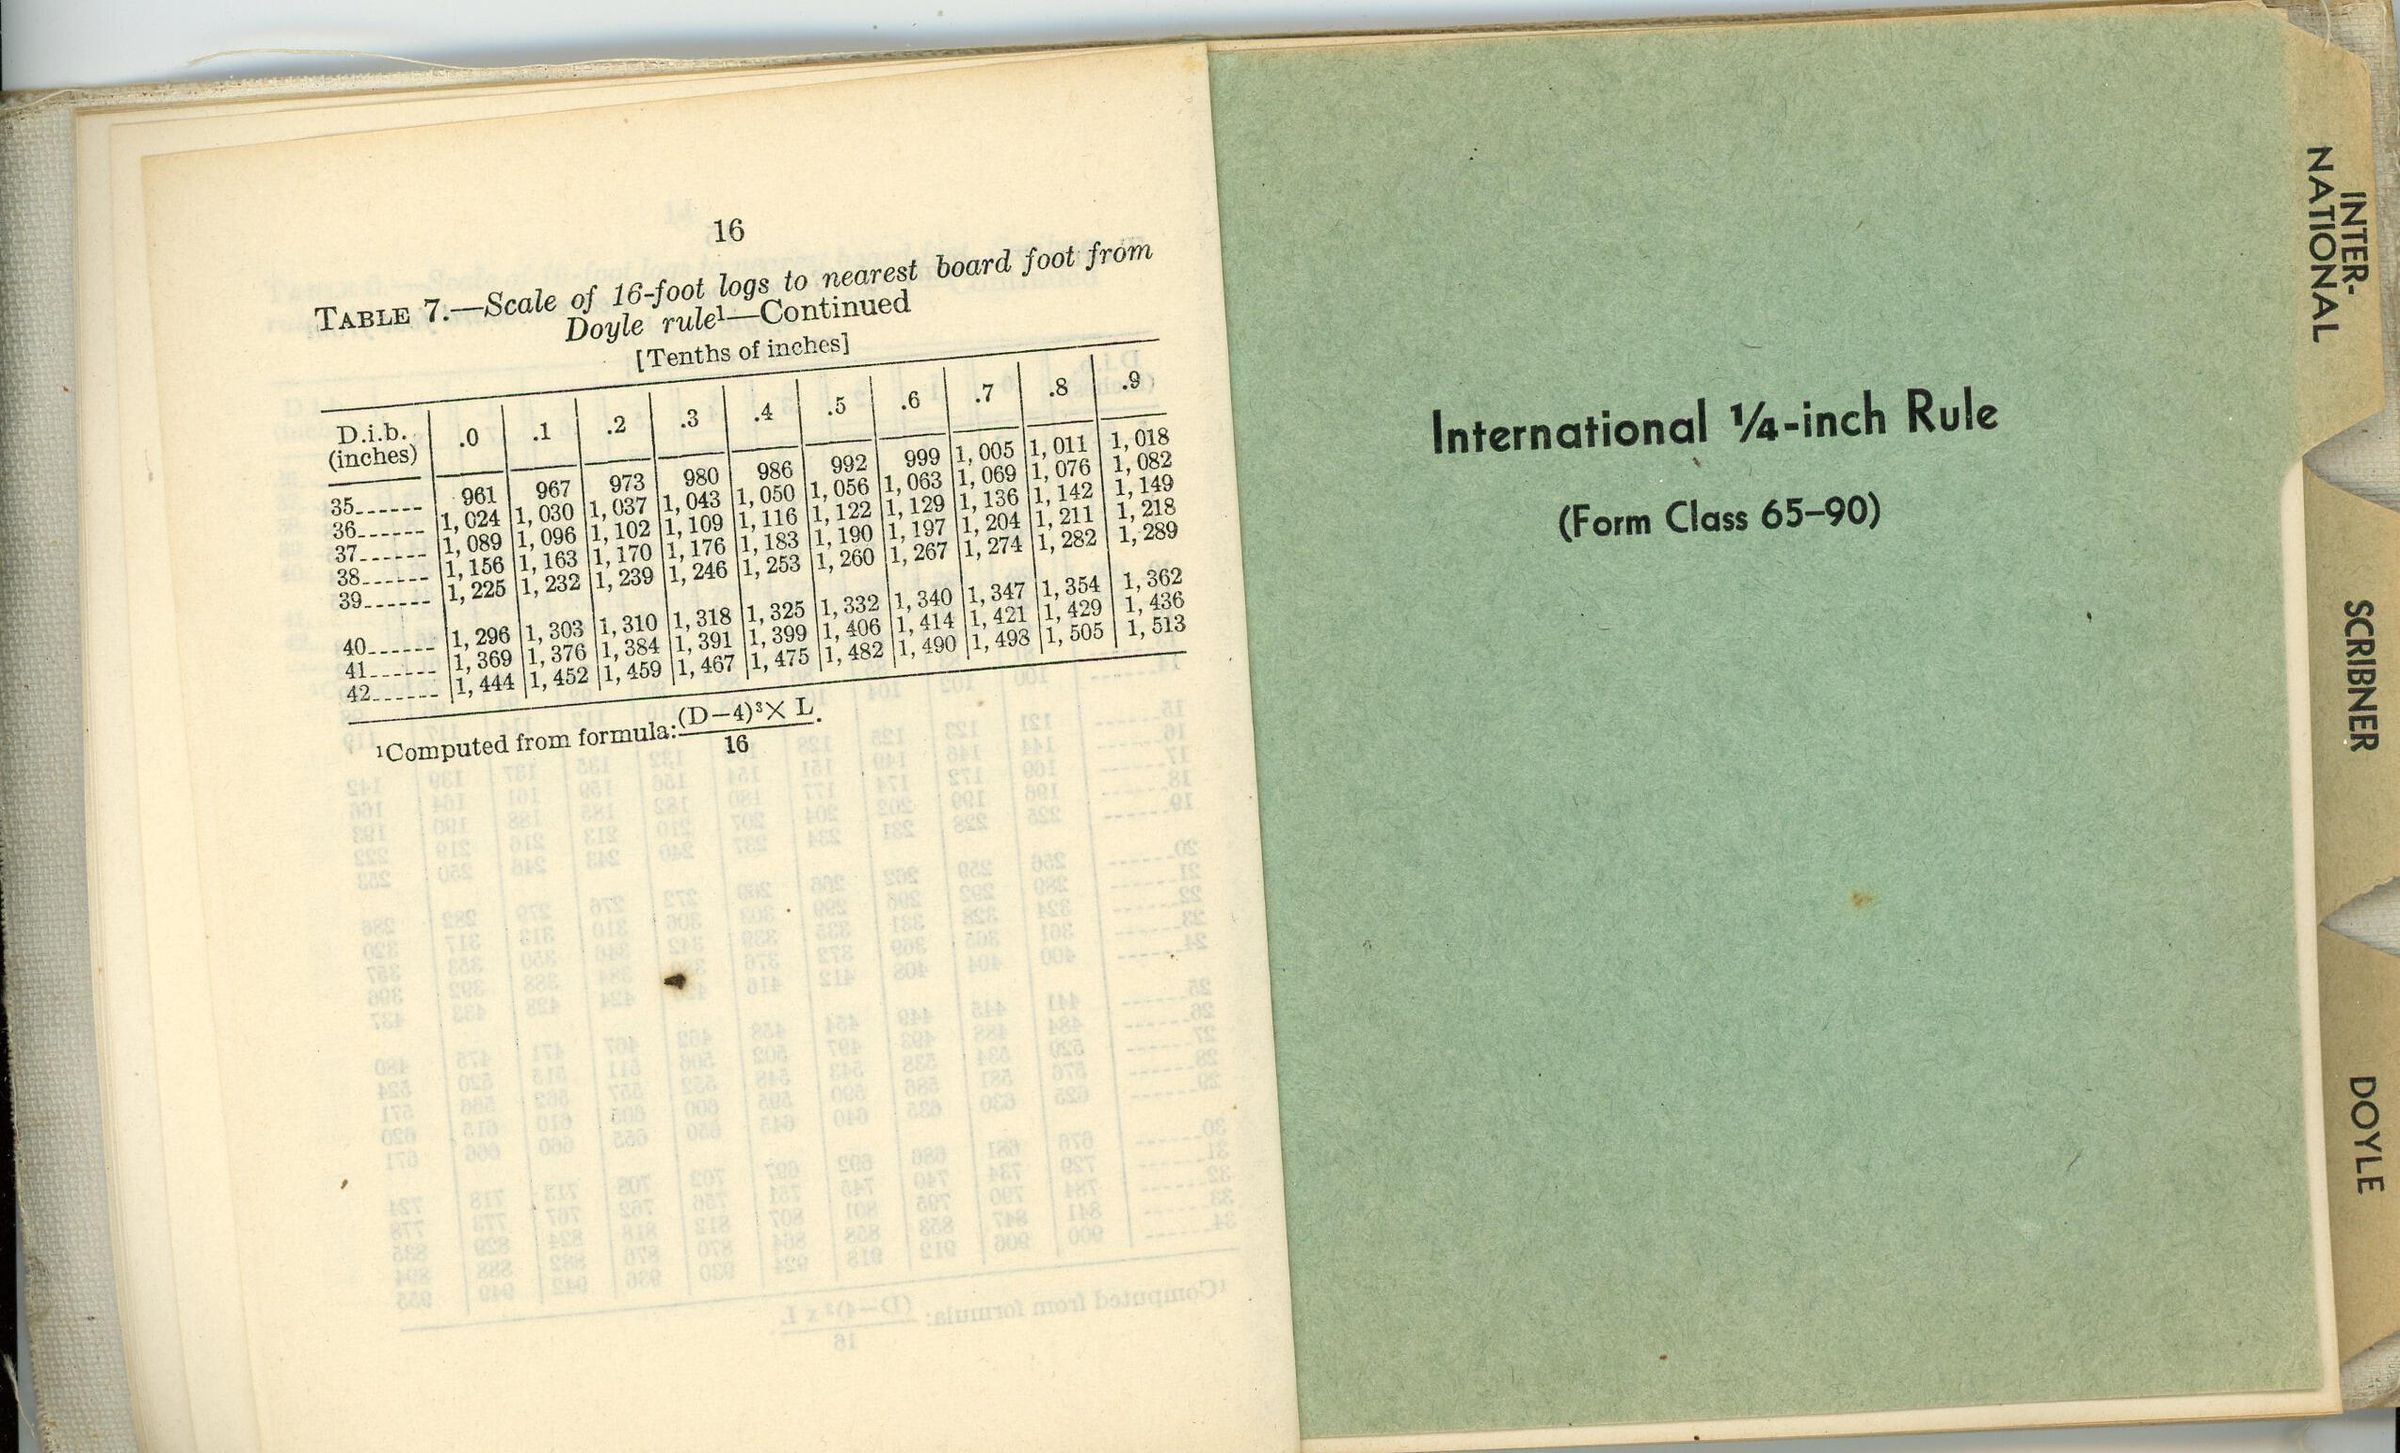 16
TABLE 7.—Scale of 16-foot logs to nearest board foot from
Doyle rule¹—Continued
[Tenths of inches]
D.i.b. (inches) .0 .1 .2 .3 .4 .5 .6 .7 .8 .9
35------ 961 967 973 980 986 992 999 1,005 1,011 1,018
36------ 1,024 1,030 1,037 1,043 1,050 1,056 1,063 1,069 1,076 1,082
37------ 1,089 1,096 1,102 1,109 1,116 1,122 1,129 1,136 1,142 1,149
38------ 1,156 1,163 1,170 1,176 1,183 1,190 1,197 1,204 1,211 1,218
39------ 1,225 1,232 1,239 1,246 1,253 1,260 1,267 1,274 1,282 1,289
40------ 1,296 1,303 1,310 1,318 1,325 1,332 1,340 1,347 1,354 1,362
41------ 1,369 1,376 1,384 1,391 1,399 1,406 1,414 1,421 1,429 1,436
42------ 1,444 1,452 1,459 1,467 1,475 1,482 1,490 1,498 1,505 1,513
¹Computed from formula: (D−4)²× L.
16
International ¼-inch Rule
(Form Class 65–90)
INTER-
NATIONAL
SCRIBNER
DOYLE